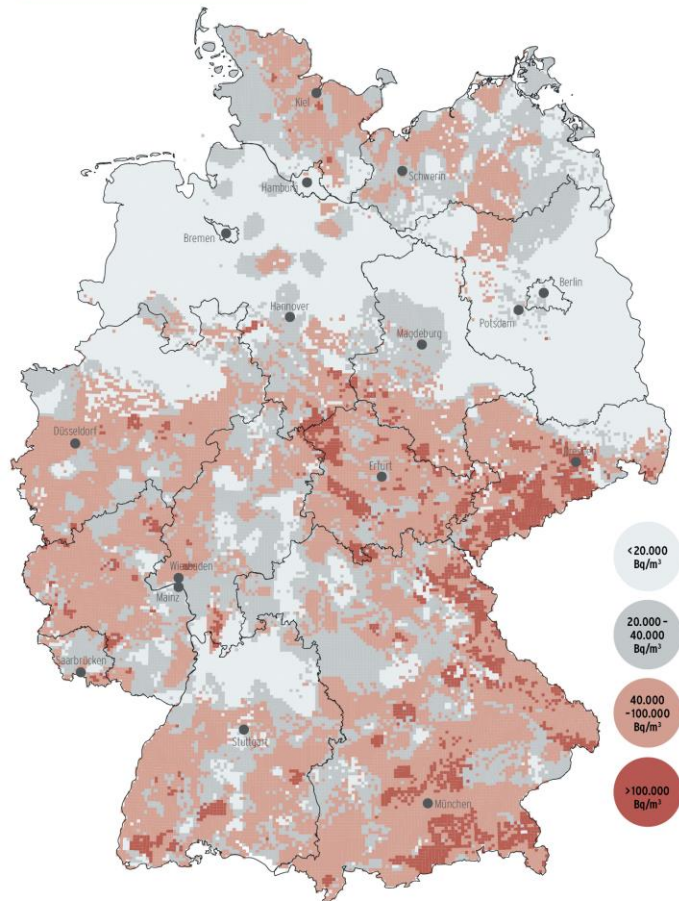 Kiel
Schwerin
Hamburg
Bremen
Berlin
Hannover
Potsdam
Magdeburg
Düsseldorf
Erfurt
<20.000
Bq/m³
Wiesbaden
Mainz
20.000 –
40.000
Bq/m³
Saarbrücken
40.000
–100.000
Bq/m³
Stuttgart
>100.000
Bq/m³
München